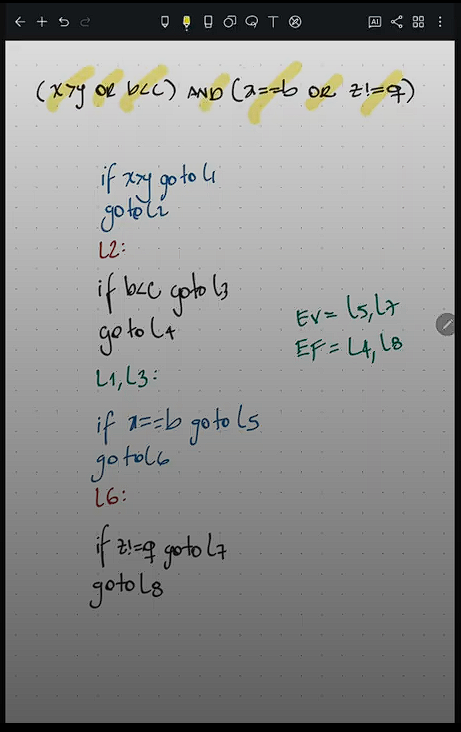 (x>y OR b<c) AND (a==b OR z!=q)
if x>y goto L1
goto L2
L2:
if b<c goto L3
goto L4
L1, L3:
if a==b goto L5
goto L6
L6:
if z!=q goto L7
goto L8
EV= L5, L7
EF= L4, L8